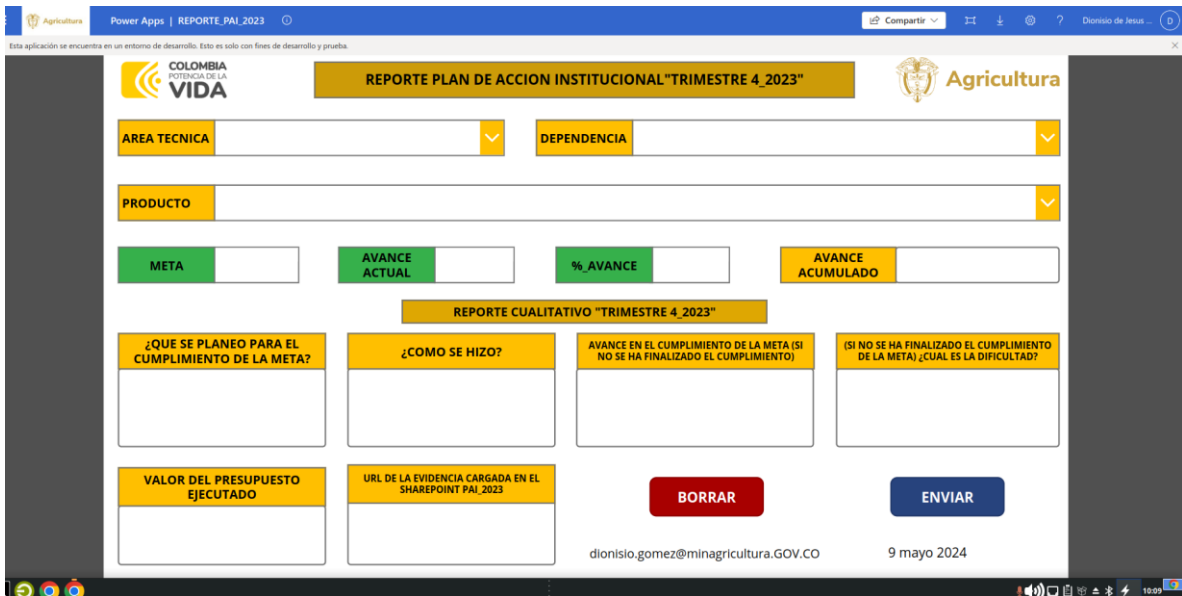 Agricultura
Power Apps | REPORTE_PAI_2023
Compartir
Dionisio de Jesus ...
D
Esta aplicación se encuentra en un entorno de desarrollo. Esto es solo con fines de desarrollo y prueba.
COLOMBIA
POTENCIA DE LA
VIDA
REPORTE PLAN DE ACCION INSTITUCIONAL"TRIMESTRE 4_2023"
Agricultura
AREA TECNICA
DEPENDENCIA
PRODUCTO
META
AVANCE
ACTUAL
%_AVANCE
AVANCE
ACUMULADO
REPORTE CUALITATIVO "TRIMESTRE 4_2023"
¿QUE SE PLANEO PARA EL
CUMPLIMIENTO DE LA META?
¿COMO SE HIZO?
AVANCE EN EL CUMPLIMIENTO DE LA META (SI
NO SE HA FINALIZADO EL CUMPLIMIENTO)
(SI NO SE HA FINALIZADO EL CUMPLIMIENTO
DE LA META) ¿CUAL ES LA DIFICULTAD?
VALOR DEL PRESUPUESTO
EJECUTADO
URL DE LA EVIDENCIA CARGADA EN EL
SHAREPOINT PAI_2023
BORRAR
ENVIAR
dionisio.gomez@minagricultura.GOV.CO
9 mayo 2024
10:09